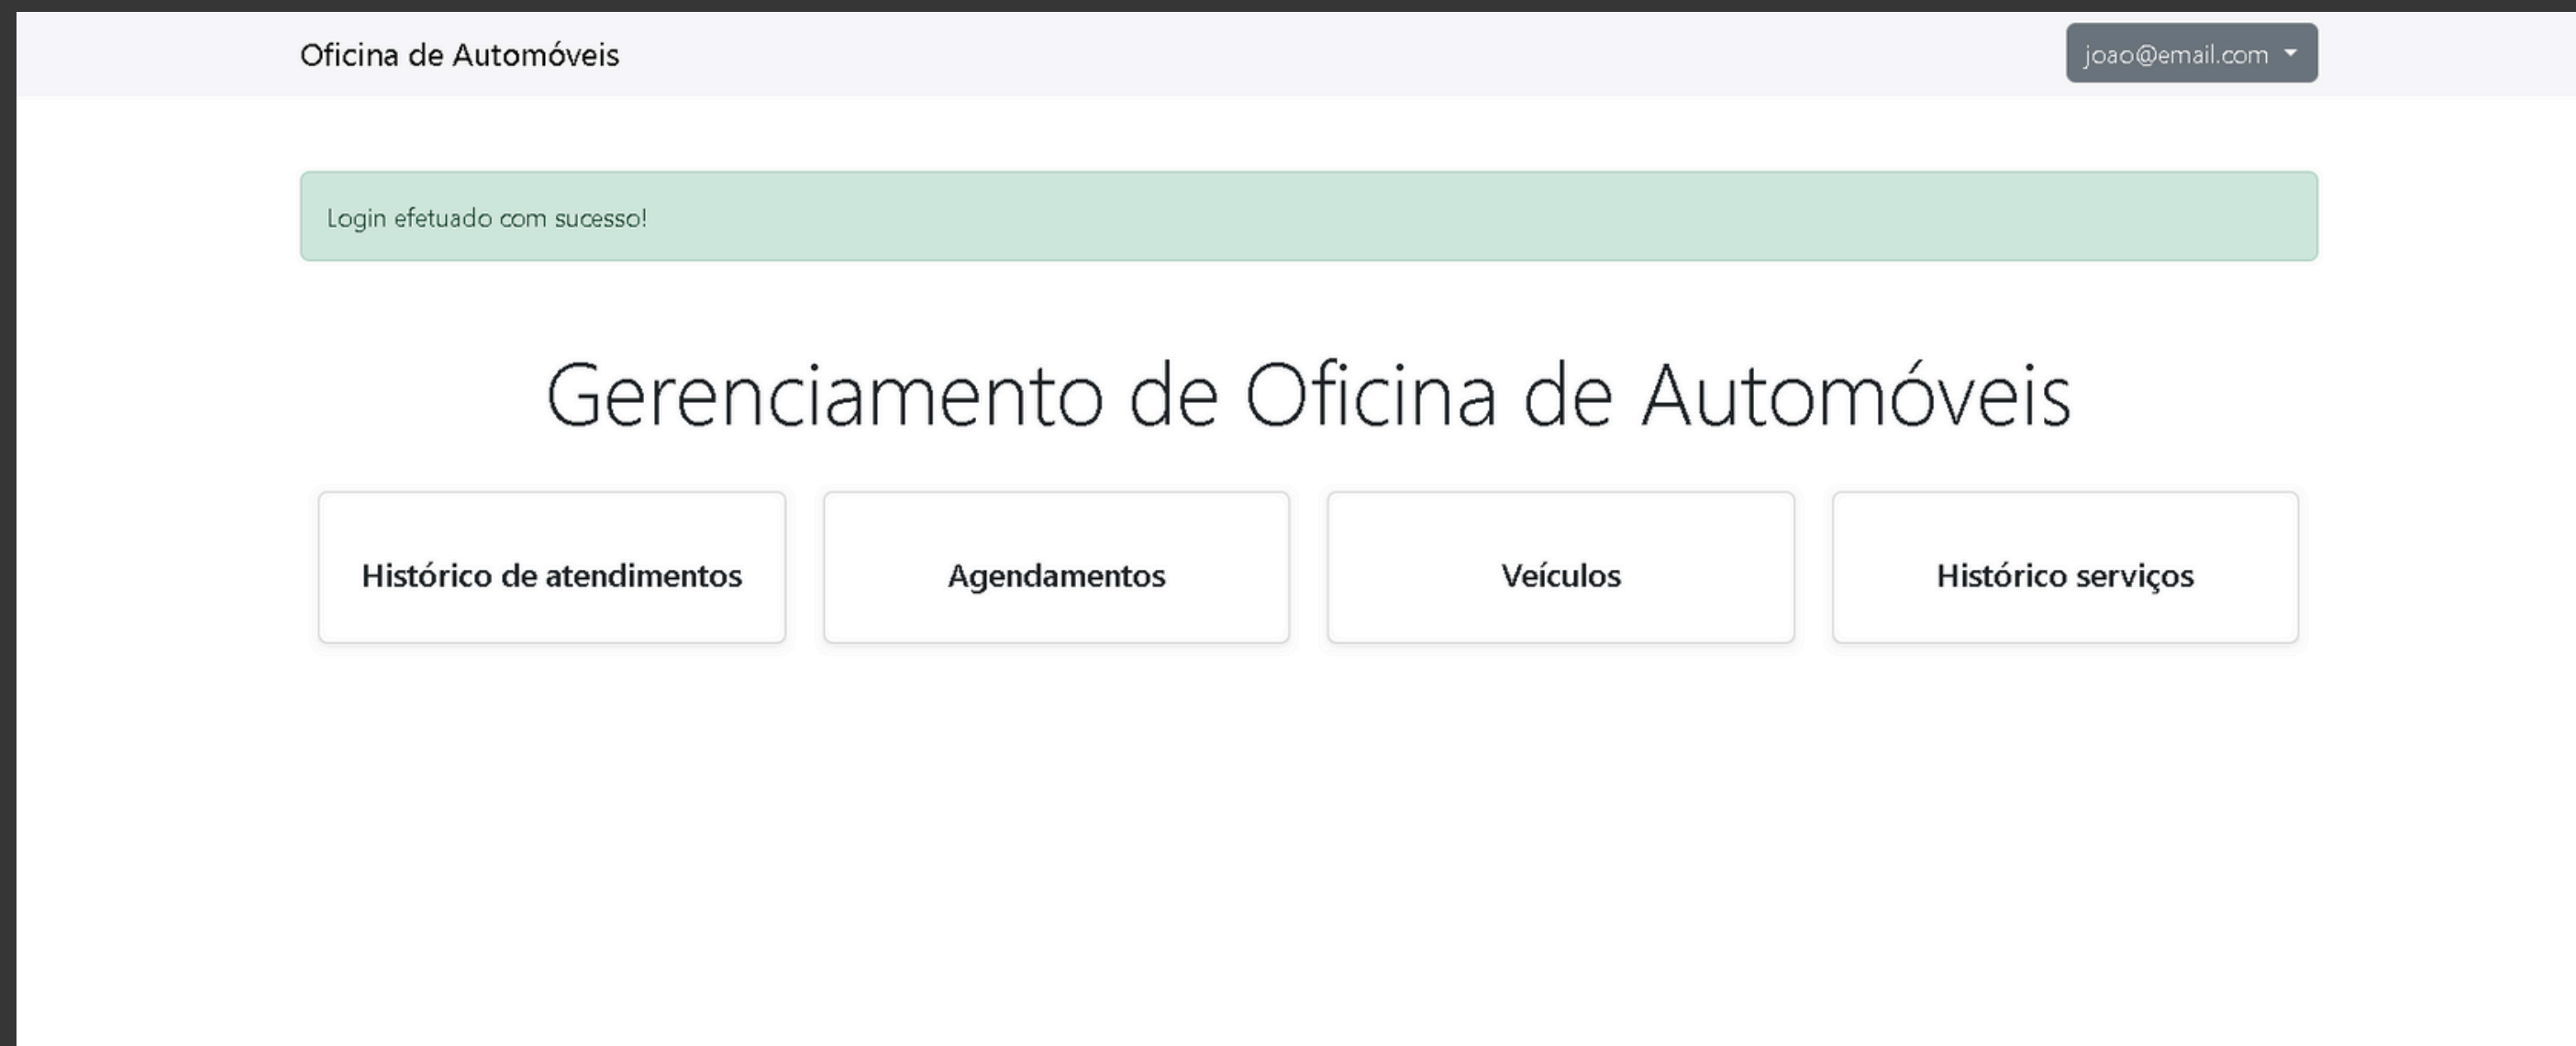 Oficina de Automóveis
joao@email.com
Login efetuado com sucesso!
Gerenciamento de Oficina de Automóveis
Histórico de atendimentos
Agendamentos
Veículos
Histórico serviços